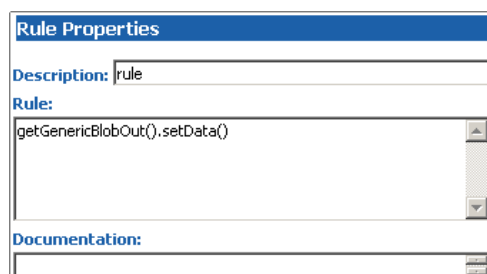 Rule Properties
Description: rule
Rule:
getGenericBlobOut().setData()
Documentation: